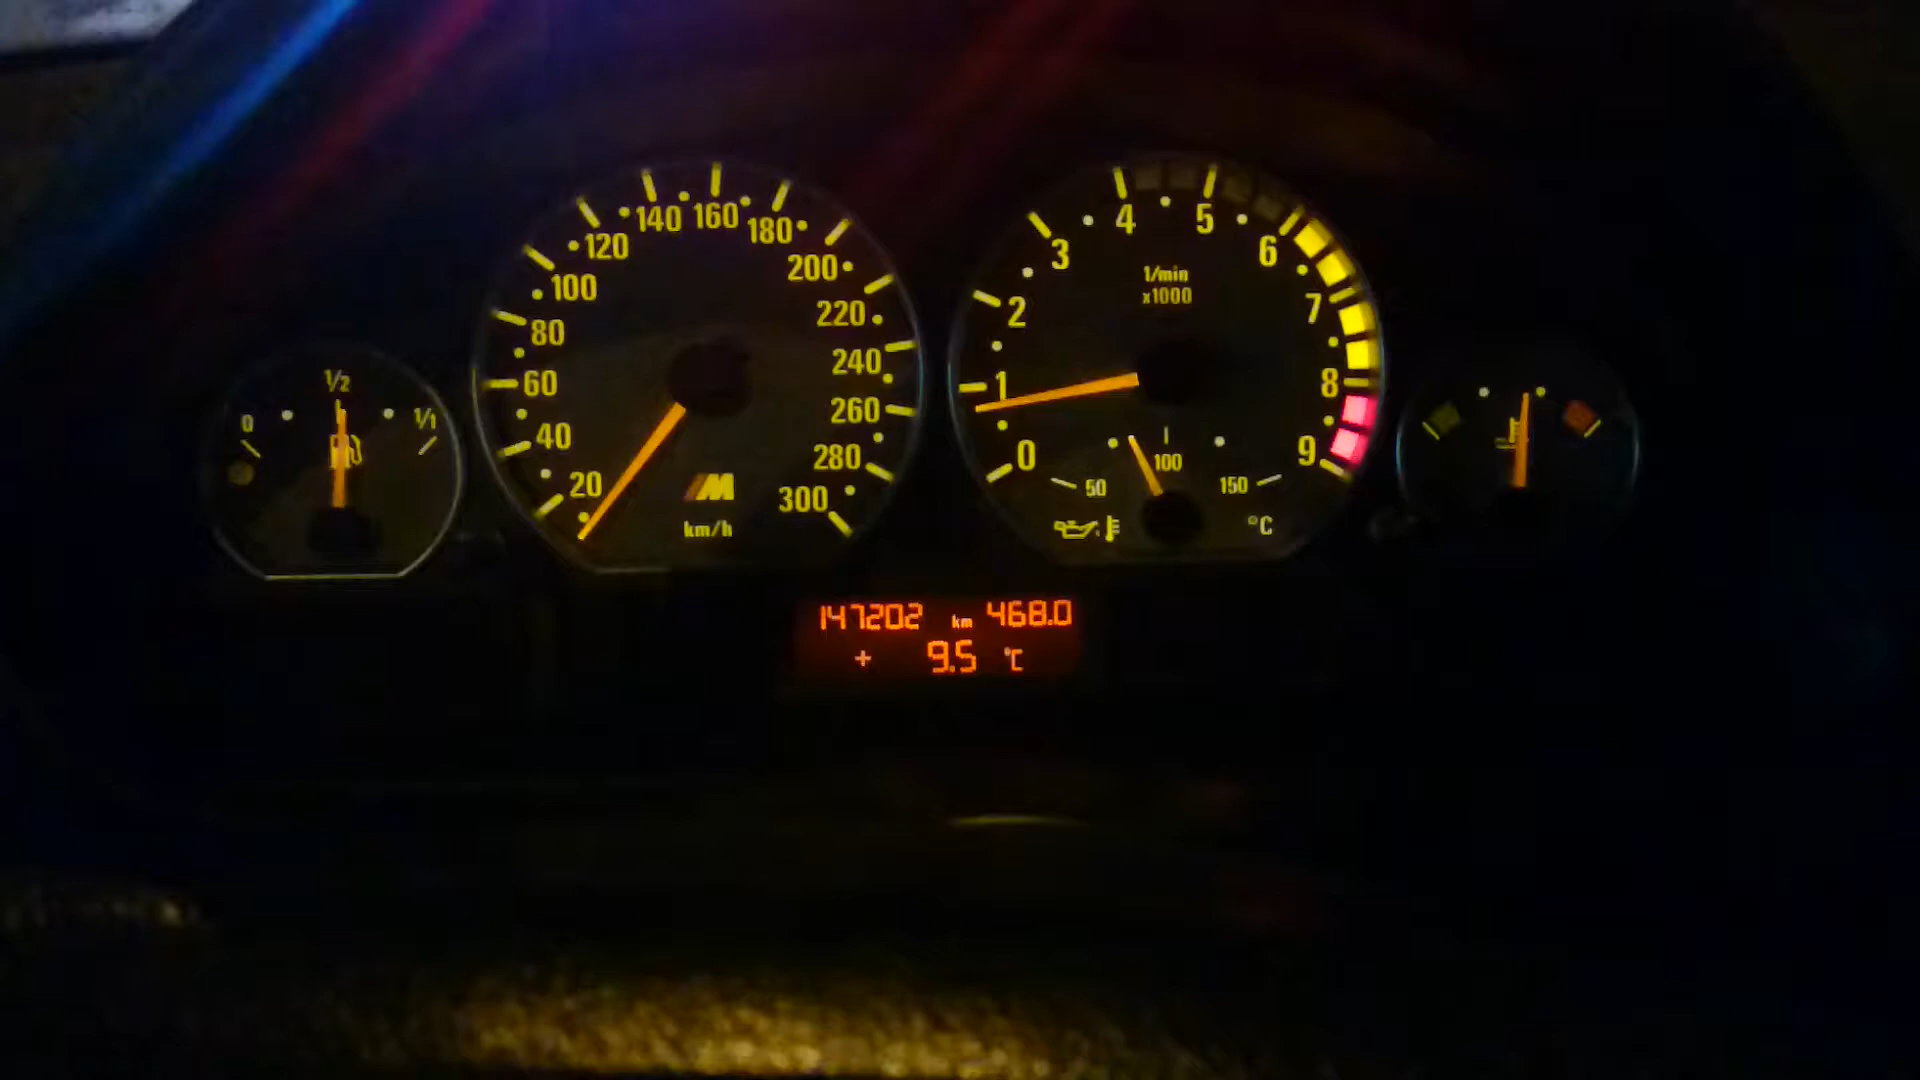 0 1/2 1/1
20 40 60 80 100 120 140 160 180 200 220 240 260 280 300
M
km/h
0 1 2 3 4 5 6 7 8 9
1/min
x1000
50 100 150
°C
147202 km 468.0
+ 9.5 °C